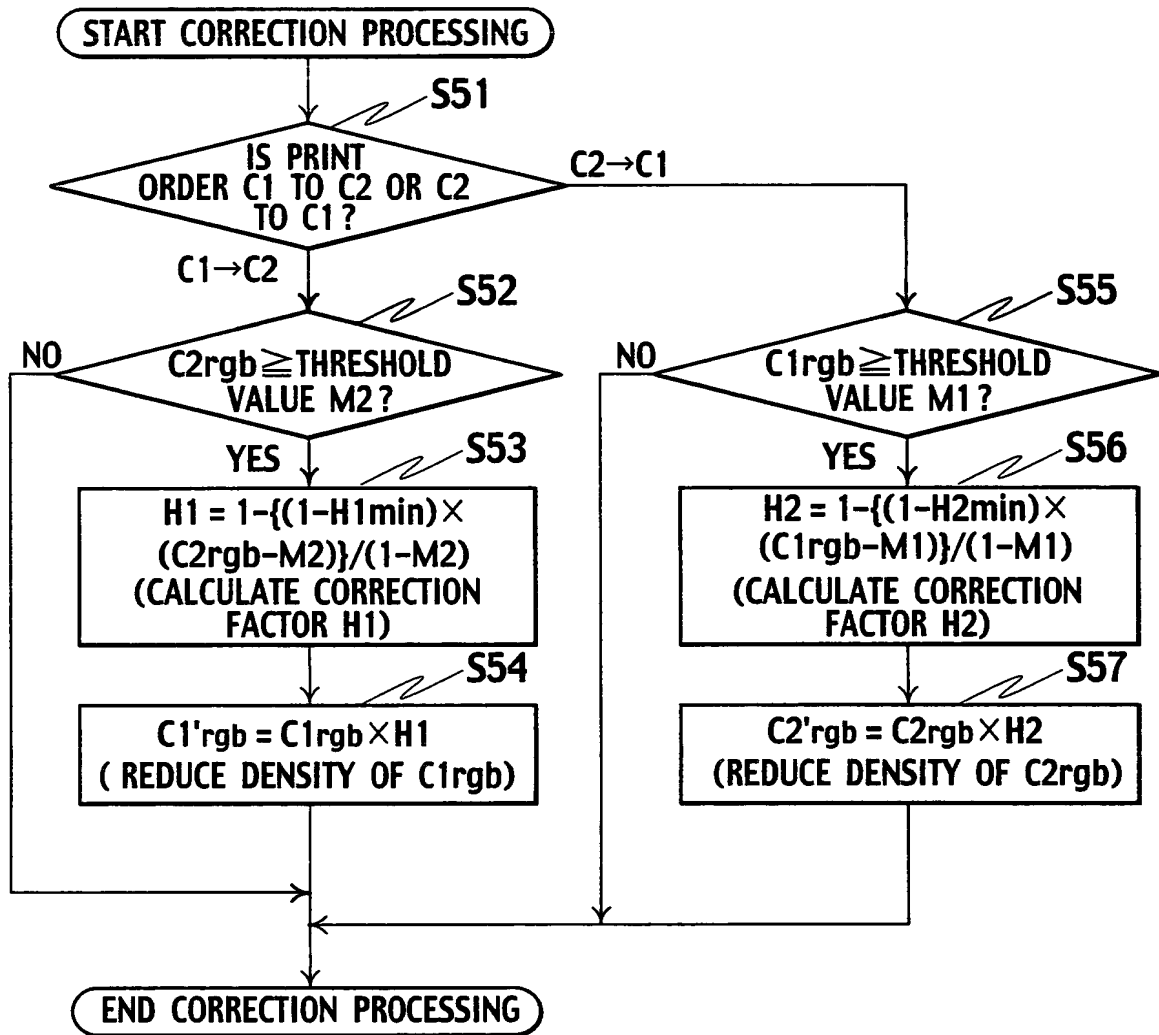 START CORRECTION PROCESSING
S51
IS PRINT
ORDER C1 TO C2 OR C2
TO C1?
C2→C1
C1→C2
S52
NO
C2rgb≧THRESHOLD
VALUE M2?
YES
S53
H1 = 1-{(1-H1min)×
(C2rgb-M2)}/(1-M2)
(CALCULATE CORRECTION
FACTOR H1)
S54
C1'rgb = C1rgb×H1
( REDUCE DENSITY OF C1rgb)
S55
NO
C1rgb≧THRESHOLD
VALUE M1?
YES
S56
H2 = 1-{(1-H2min)×
(C1rgb-M1)}/(1-M1)
(CALCULATE CORRECTION
FACTOR H2)
S57
C2'rgb = C2rgb×H2
(REDUCE DENSITY OF C2rgb)
END CORRECTION PROCESSING